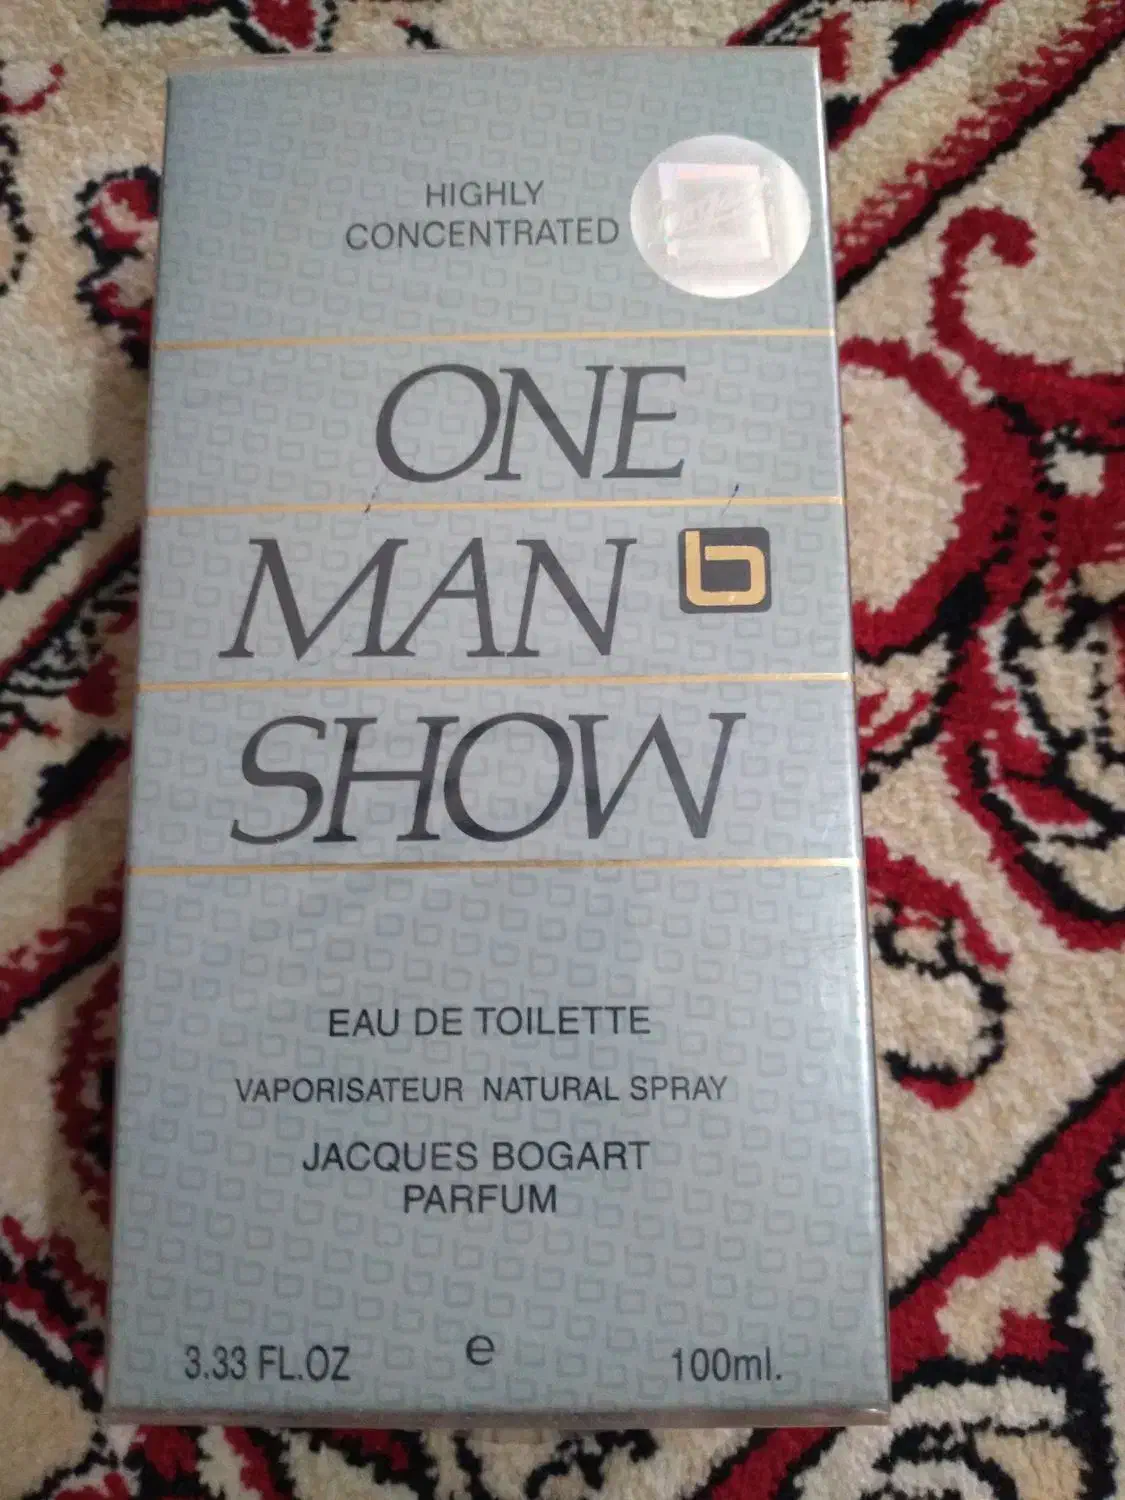 HIGHLY
CONCENTRATED
ONE
MAN b
SHOW
EAU DE TOILETTE
VAPORISATEUR NATURAL SPRAY
JACQUES BOGART
PARFUM
3.33 FL.OZ e 100ml.